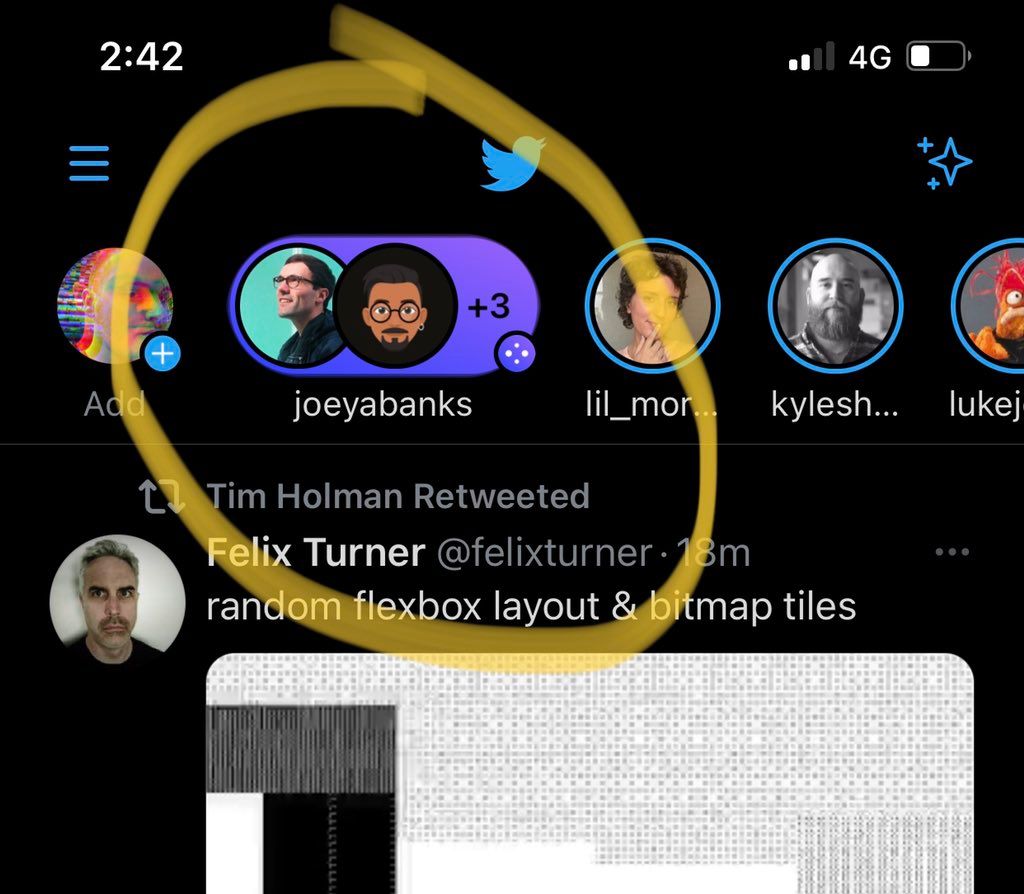 2:42 4G
+3
Add joeyabanks lil_mor... kylesh... lukej
Tim Holman Retweeted
Felix Turner @felixturner · 18m
random flexbox layout & bitmap tiles